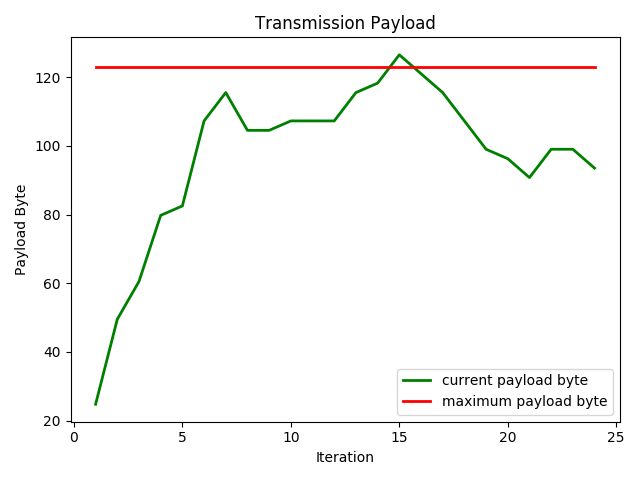 Transmission Payload
Payload Byte
120
100
80
60
40
20
0
5
10
15
20
25
Iteration
current payload byte
maximum payload byte